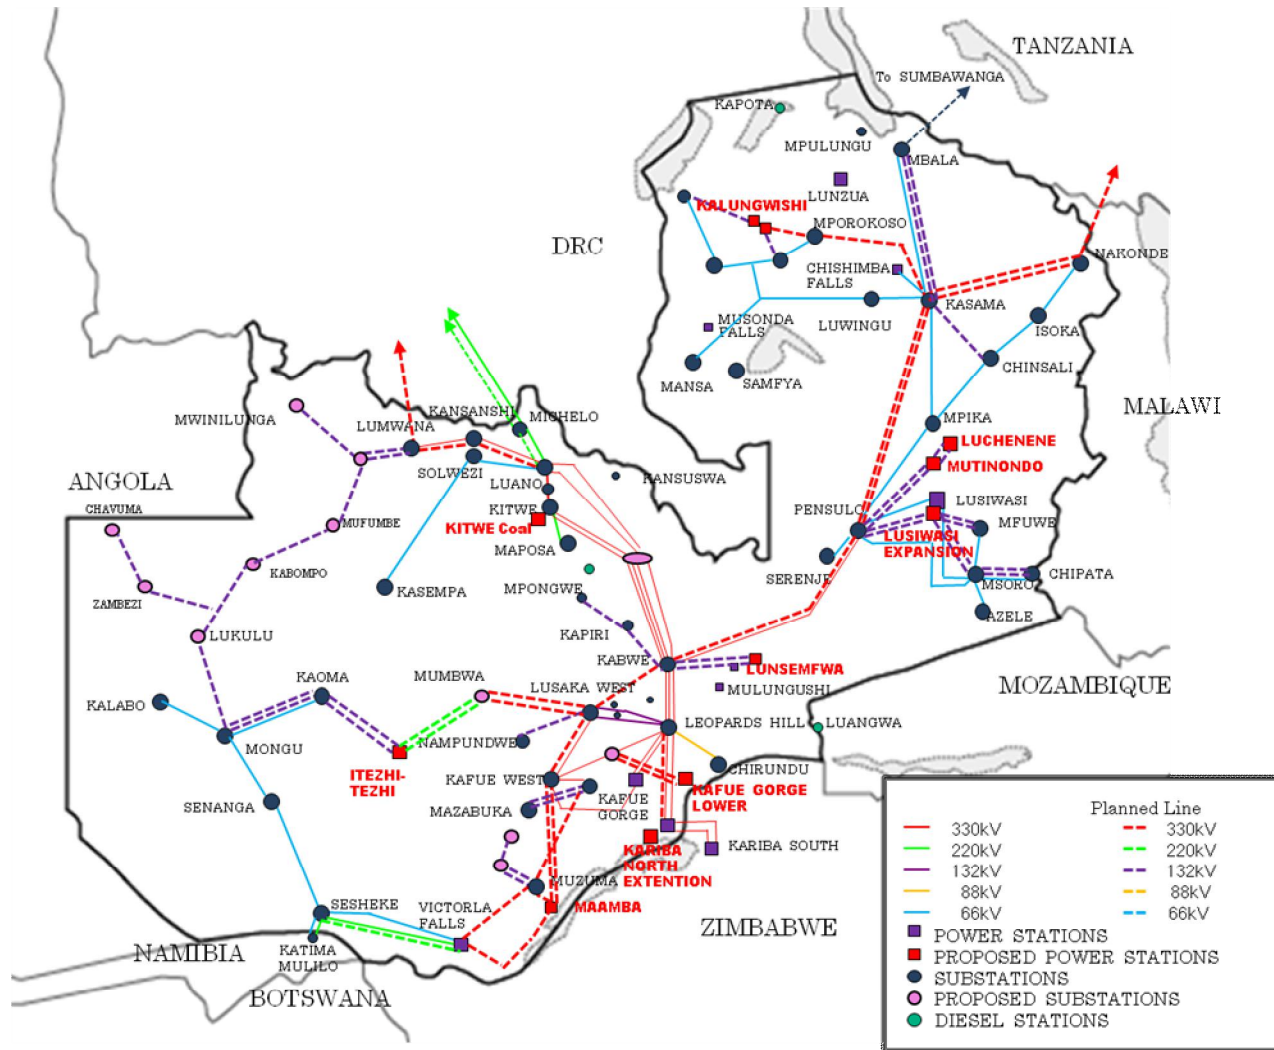 TANZANIA
To SUMBAWANGA
KAPOTA
MPULUNGU
MBALA
LUNZUA
KALUNGWISHI
MPOROKOSO
DRC
NAKONDE
CHISHIMBA
FALLS
KASAMA
MUSONDA
FALLS
LUWINGU
ISOKA
CHINSALI
MANSA
SAMFYA
MALAWI
MWINILUNGA
KANSANSHI
MICHELO
LUMWANA
MPIKA
LUCHENENE
MUTINONDO
SOLWEZI
KANSUSWA
ANGOLA
LUANO
CHAVUMA
KITWE
PENSULO
LUSIWASI
MUFUMBE
KITWE Coal
MFUWE
LUSIWASI
EXPANSION
MAPOSA
KABOMPO
SERENJE
CHIPATA
ZAMBEZI
KASEMPA
MPONGWE
MSORO
AZELE
LUKULU
KAPIRI
KABWE
LUNSEMFWA
KAOMA
MUMBWA
LUSAKA WEST
MULUNGUSHI
MOZAMBIQUE
KALABO
LEOPARDS HILL
LUANGWA
MONGU
NAMPUNDWE
CHIRUNDU
ITEZHI-
TEZHI
KAFUE WEST
KAFUE GORGE
LOWER
SENANGA
MAZABUKA
KAFUE
GORGE
KARIBA SOUTH
KARIBA
NORTH
EXTENTION
MUZUMA
MAAMBA
SESHEKE
VICTORLA
FALLS
ZIMBABWE
NAMIBIA
KATIMA
MULILO
BOTSWANA
Planned Line
330kV 330kV
220kV 220kV
132kV 132kV
88kV 88kV
66kV 66kV
POWER STATIONS
PROPOSED POWER STATIONS
SUBSTATIONS
PROPOSED SUBSTATIONS
DIESEL STATIONS